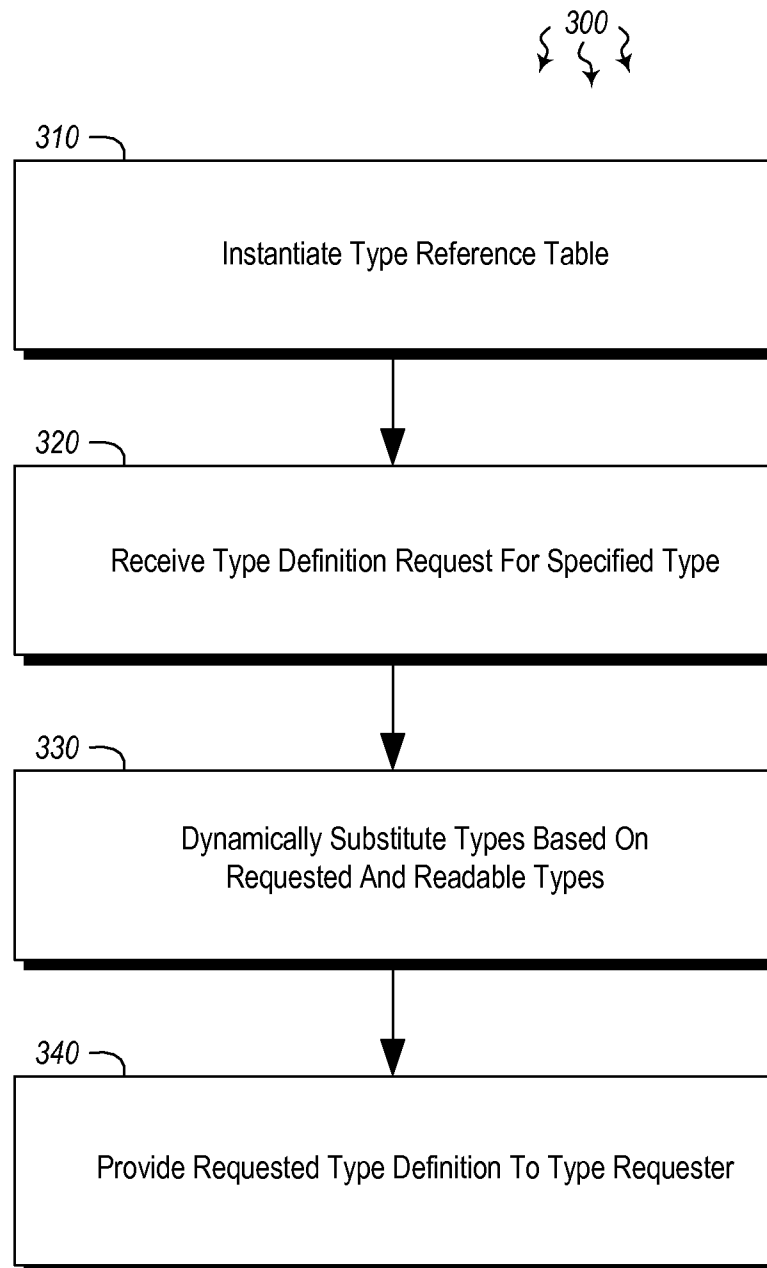 300
310
Instantiate Type Reference Table
320
Receive Type Definition Request For Specified Type
330
Dynamically Substitute Types Based On
Requested And Readable Types
340
Provide Requested Type Definition To Type Requester